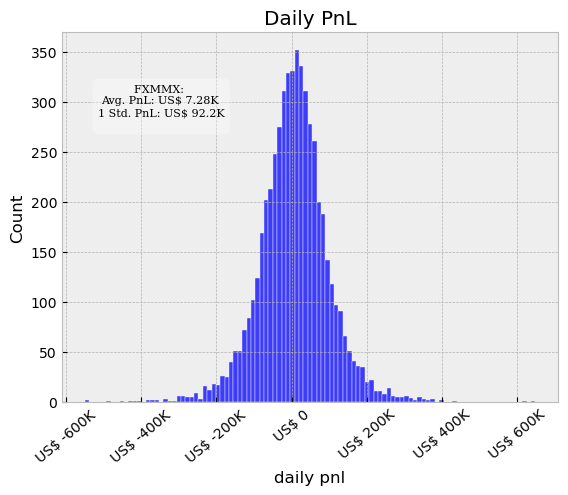 Daily PnL
350
300
250
200
150
100
50
0
Count
FXMMX:
Avg. PnL: US$ 7.28K
1 Std. PnL: US$ 92.2K
US$ -600K
US$ -400K
US$ -200K
US$ 0
US$ 200K
US$ 400K
US$ 600K
daily pnl